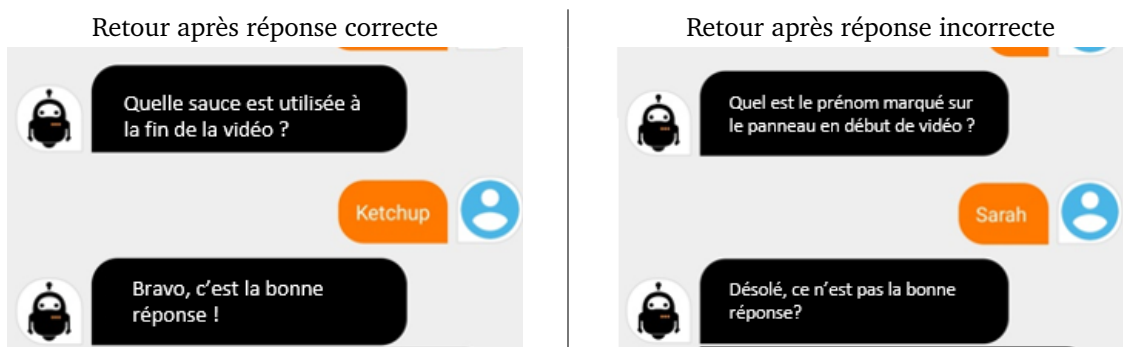 Retour après réponse correcte
Quelle sauce est utilisée à
la fin de la vidéo ?
Ketchup
Bravo, c'est la bonne
réponse !
Retour après réponse incorrecte
Quel est le prénom marqué sur
le panneau en début de vidéo ?
Sarah
Désolé, ce n'est pas la bonne
réponse?